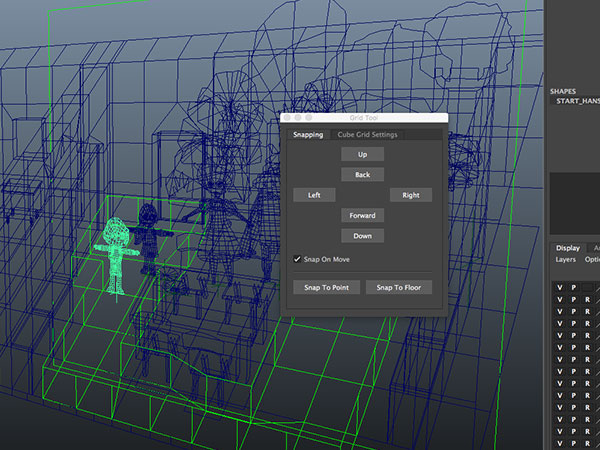 Grid Tool
Snapping Cube Grid Settings
Up
Back
Left Right
Forward
Down
Snap On Move
Snap To Point Snap To Floor
SHAPES
START_HANS
Display
Layers
V P
V P R
V P R
V P R
V P R
V P R
V P R
V P R
V P R
V P R
V P R
V P R
V P R
V P R